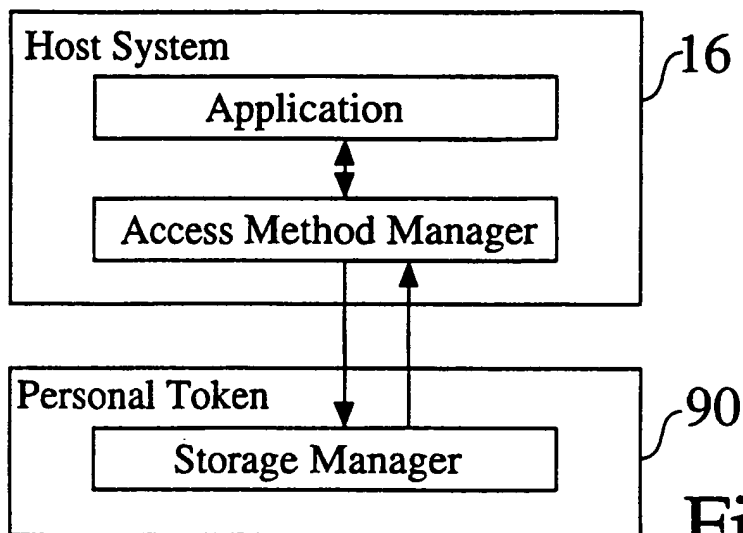 Host System
16
Application
Access Method Manager
Personal Token
90
Storage Manager